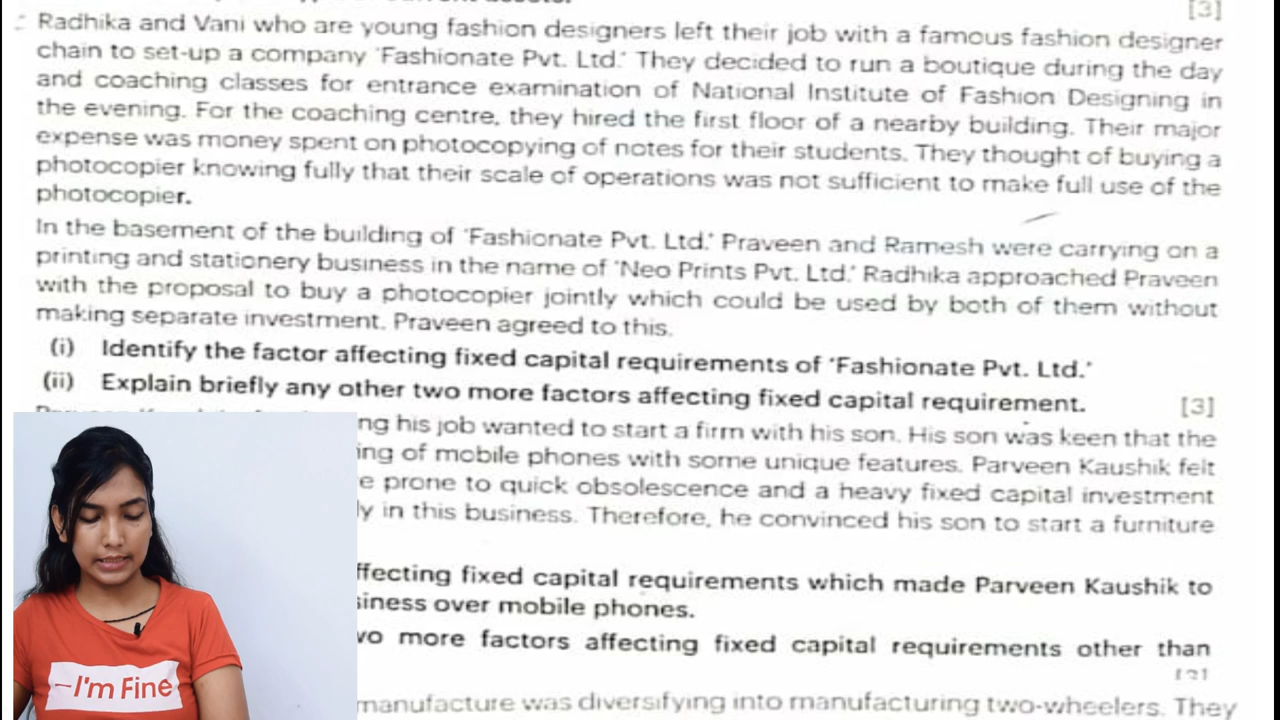 [3]
Radhika and Vani who are young fashion designers left their job with a famous fashion designer
chain to set-up a company 'Fashionate Pvt. Ltd.' They decided to run a boutique during the day
and coaching classes for entrance examination of National Institute of Fashion Designing in
the evening. For the coaching centre, they hired the first floor of a nearby building. Their major
expense was money spent on photocopying of notes for their students. They thought of buying a
photocopier knowing fully that their scale of operations was not sufficient to make full use of the
photocopier.
In the basement of the building of 'Fashionate Pvt. Ltd.' Praveen and Ramesh were carrying on a
printing and stationery business in the name of 'Neo Prints Pvt. Ltd.' Radhika approached Praveen
with the proposal to buy a photocopier jointly which could be used by both of them without
making separate investment. Praveen agreed to this.
(i) Identify the factor affecting fixed capital requirements of 'Fashionate Pvt. Ltd.'
(ii) Explain briefly any other two more factors affecting fixed capital requirement. [3]
ng his job wanted to start a firm with his son. His son was keen that the
ing of mobile phones with some unique features. Parveen Kaushik felt
e prone to quick obsolescence and a heavy fixed capital investment
ly in this business. Therefore, he convinced his son to start a furniture
ffecting fixed capital requirements which made Parveen Kaushik to
siness over mobile phones.
wo more factors affecting fixed capital requirements other than
manufacture was diversifying into manufacturing two-wheelers. They
—I'm Fine